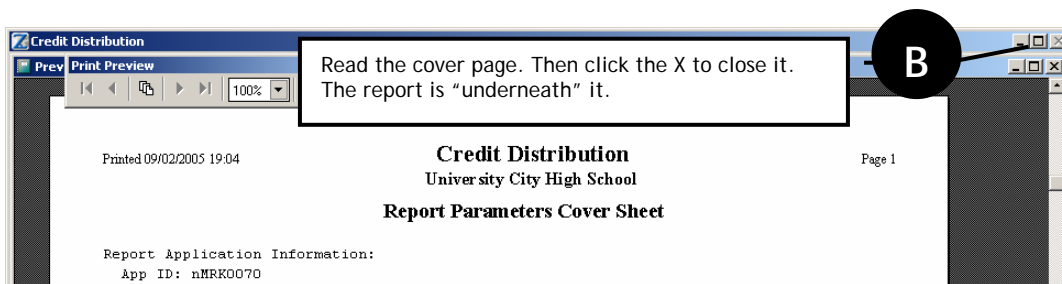 Credit Distribution
Prev
Print Preview
100%
Read the cover page. Then click the X to close it.
The report is “underneath” it.
B
Printed 09/02/2005 19:04
Credit Distribution
Page 1
University City High School
Report Parameters Cover Sheet
Report Application Information:
App ID: nMRK0070